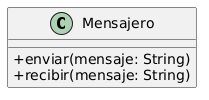 C Mensajero
+enviar(mensaje: String)
+recibir(mensaje: String)